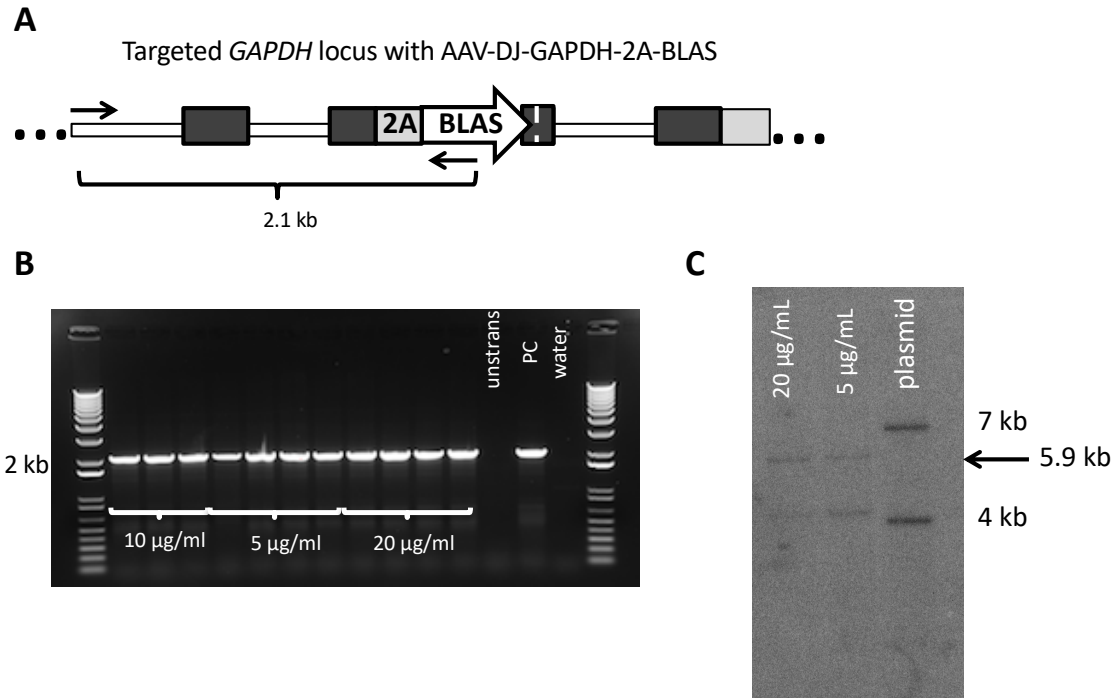 A
Targeted GAPDH locus with AAV-DJ-GAPDH-2A-BLAS
2A BLAS
2.1 kb
B
unstrans
PC
water
2 kb
10 µg/ml
5 µg/ml
20 µg/ml
C
20 µg/mL
5 µg/mL
plasmid
7 kb
5.9 kb
4 kb